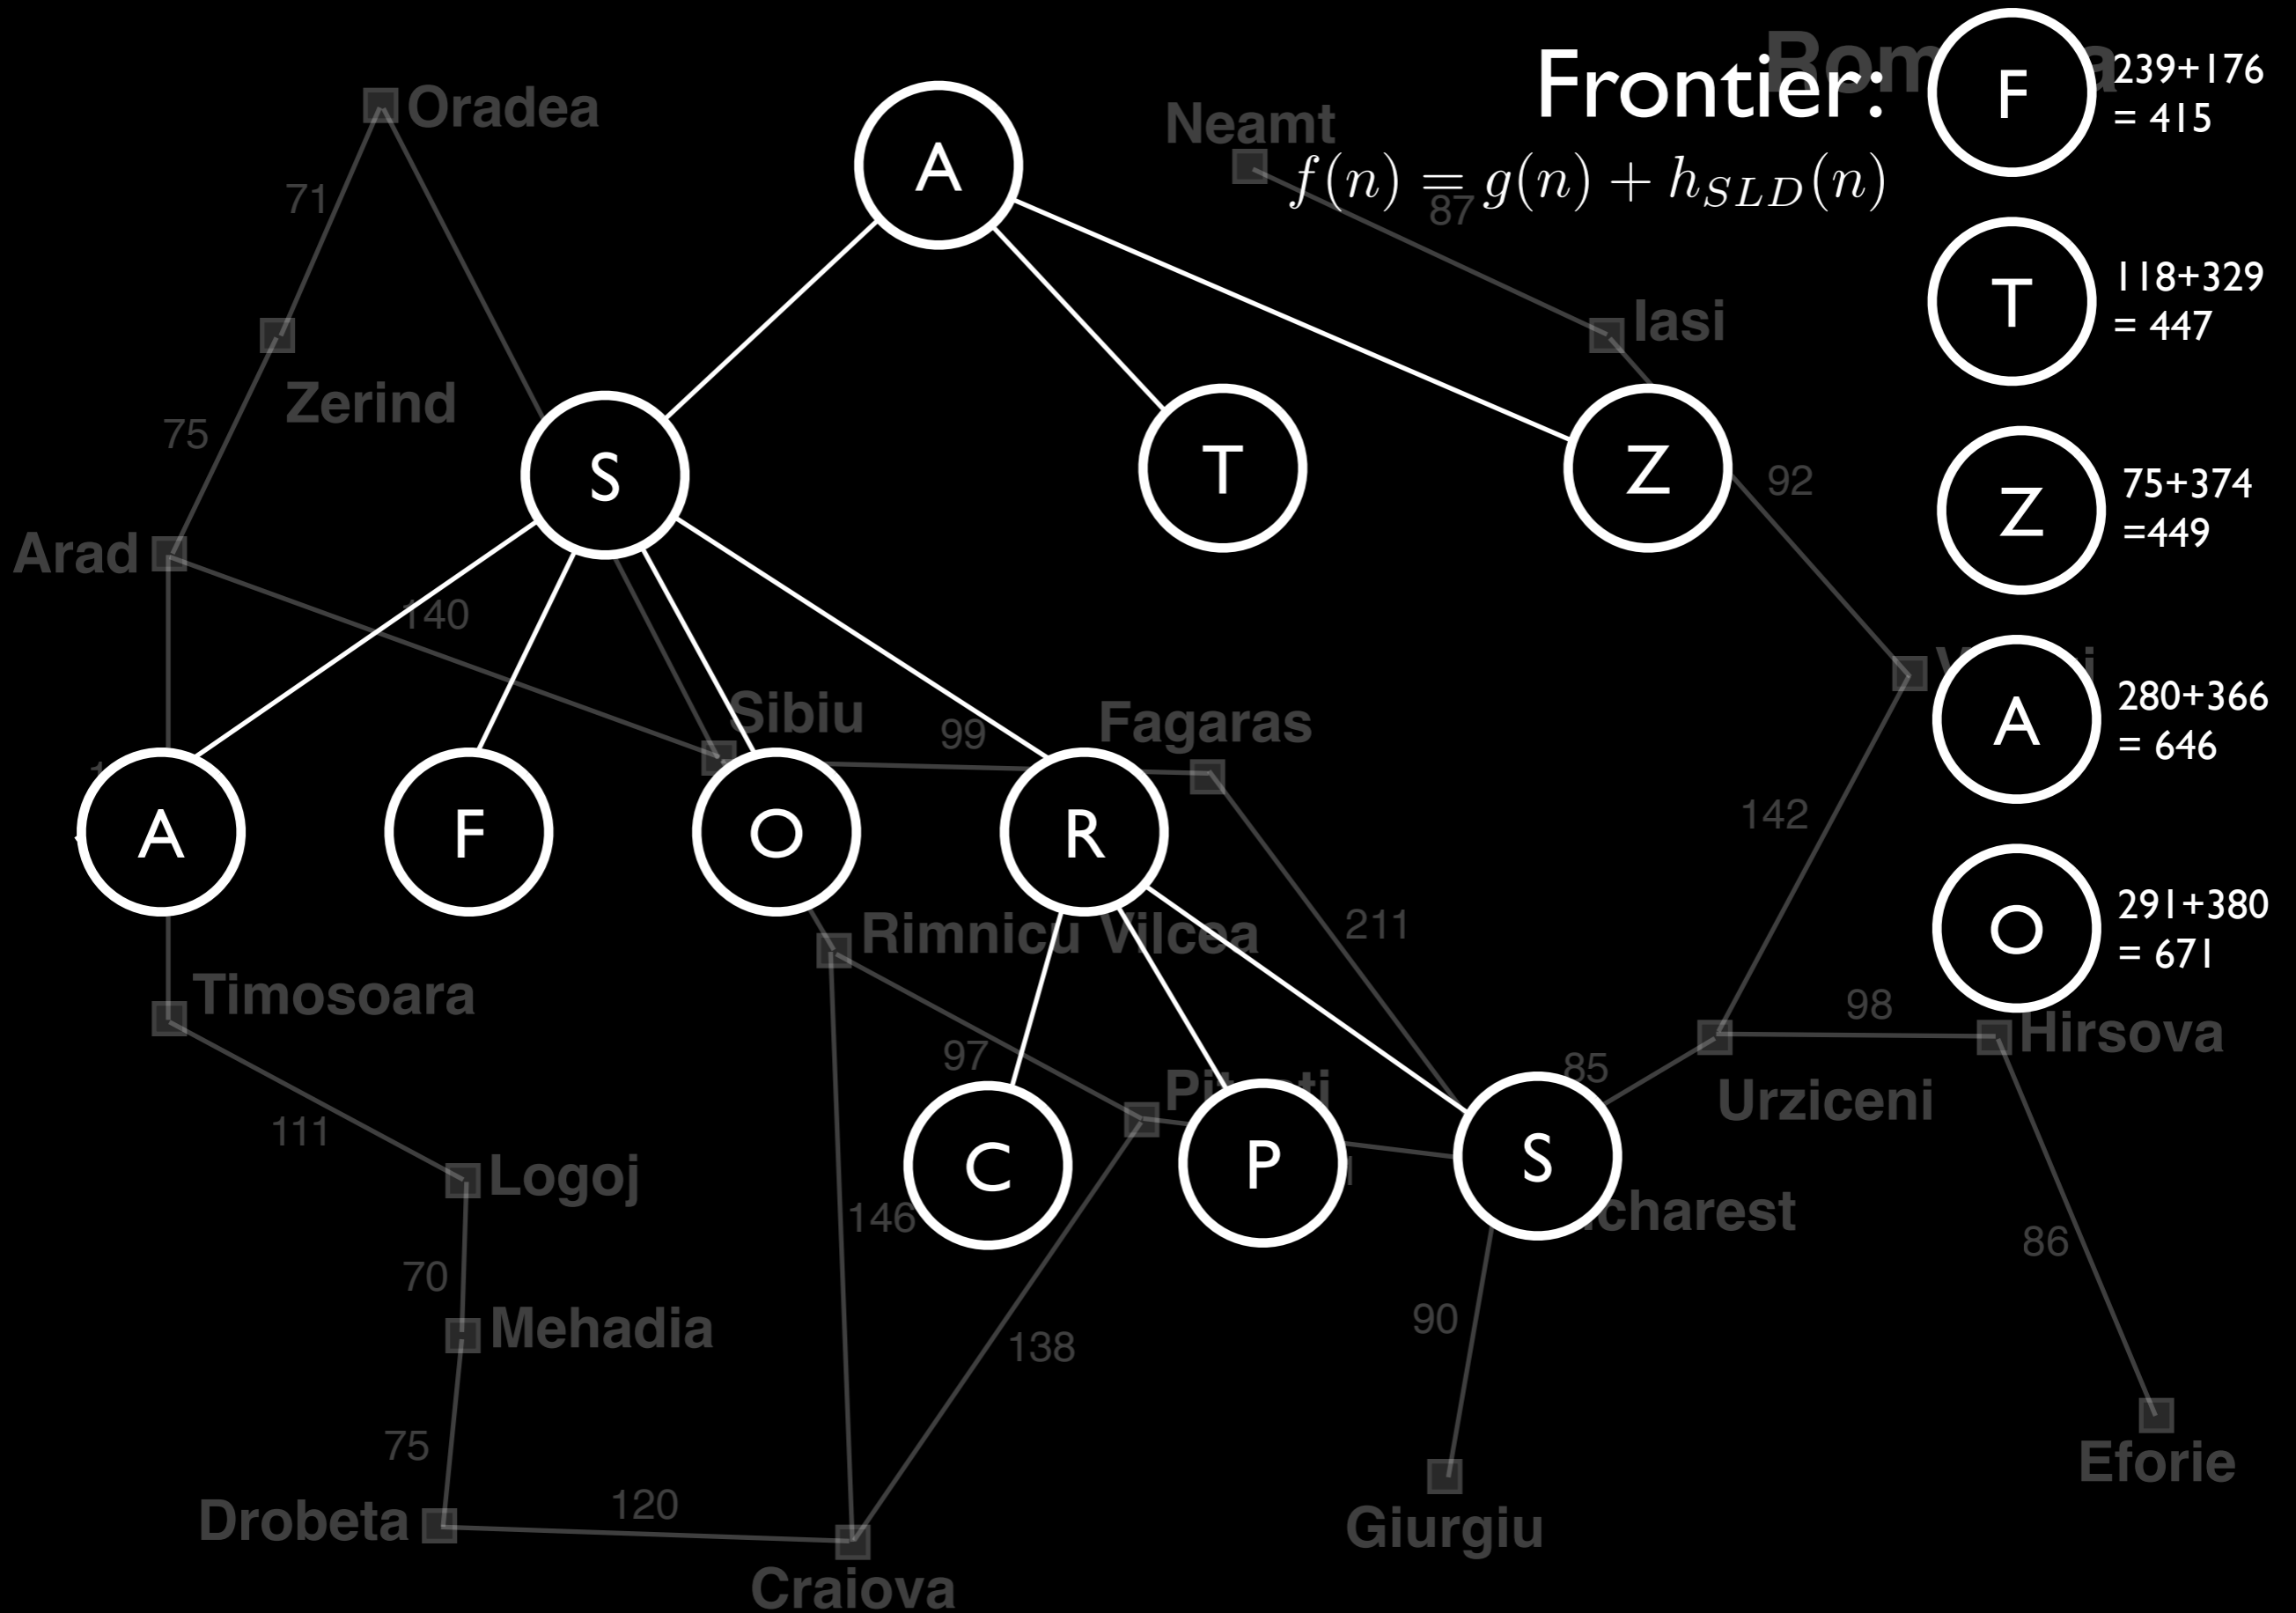 Frontier:
f(n) = g(n) + hSLD(n)
F
239+176
= 415
T
118+329
= 447
Z
75+374
=449
A
280+366
= 646
O
291+380
= 671
A
S
T
Z
A
F
O
R
C
P
S
Oradea
Neamt
87
71
Iasi
Zerind
75
92
Arad
140
Sibiu
99
Fagaras
142
211
Rimnicu Vilcea
Timosoara
98
Hirsova
97
85
Urziceni
111
Logoj
146
86
70
Mehadia
138
90
75
Eforie
120
Drobeta
Giurgiu
Craiova